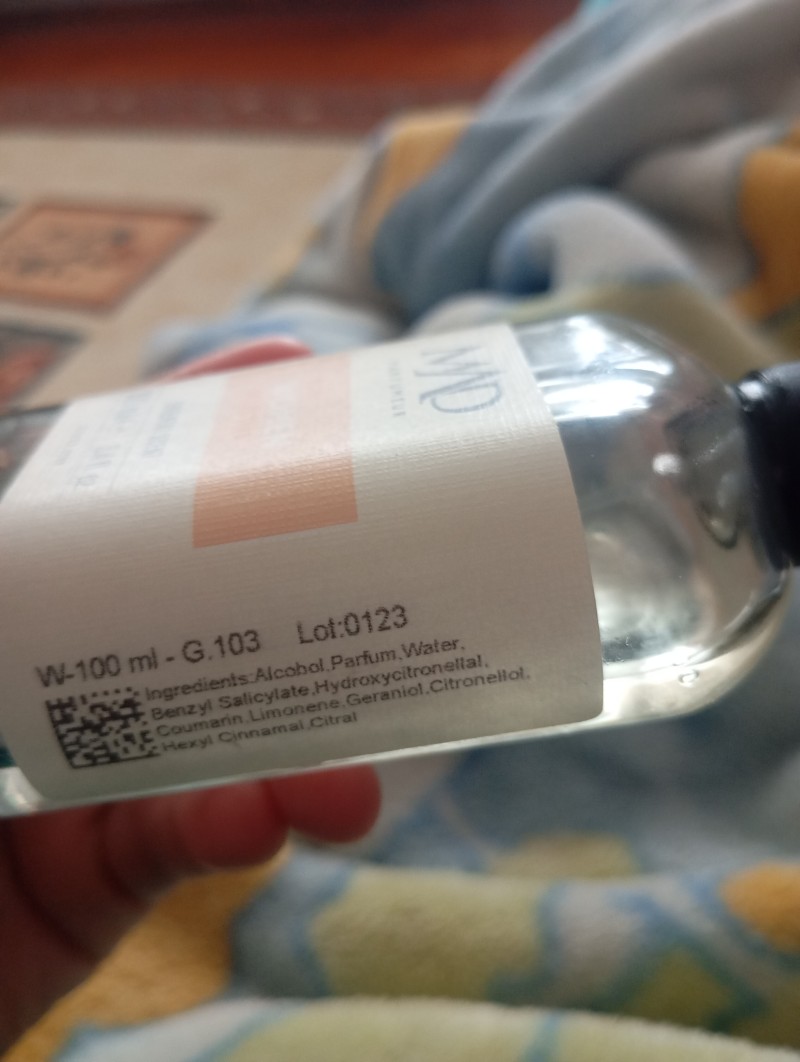 MAD
W-100 ml - G.103 Lot:0123
Ingredients:Alcohol,Parfum,Water,
Benzyl Salicylate,Hydroxycitronellal,
Coumarin,Limonene,Geraniol,Citronellol,
Hexyl Cinnamal,Citral